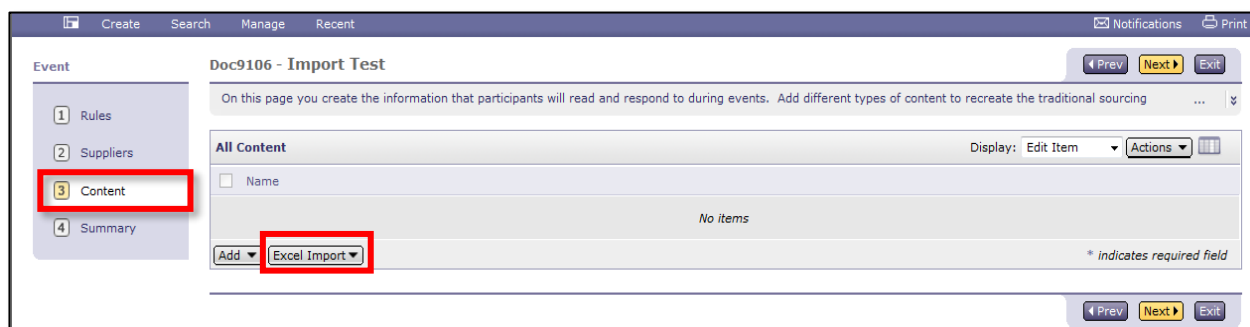 Create Search Manage Recent Notifications Print
Event
Doc9106 - Import Test
Prev Next Exit
On this page you create the information that participants will read and respond to during events. Add different types of content to recreate the traditional sourcing ...
1 Rules
2 Suppliers
3 Content
4 Summary
All Content Display: Edit Item Actions
Name
No items
Add Excel Import * indicates required field
Prev Next Exit